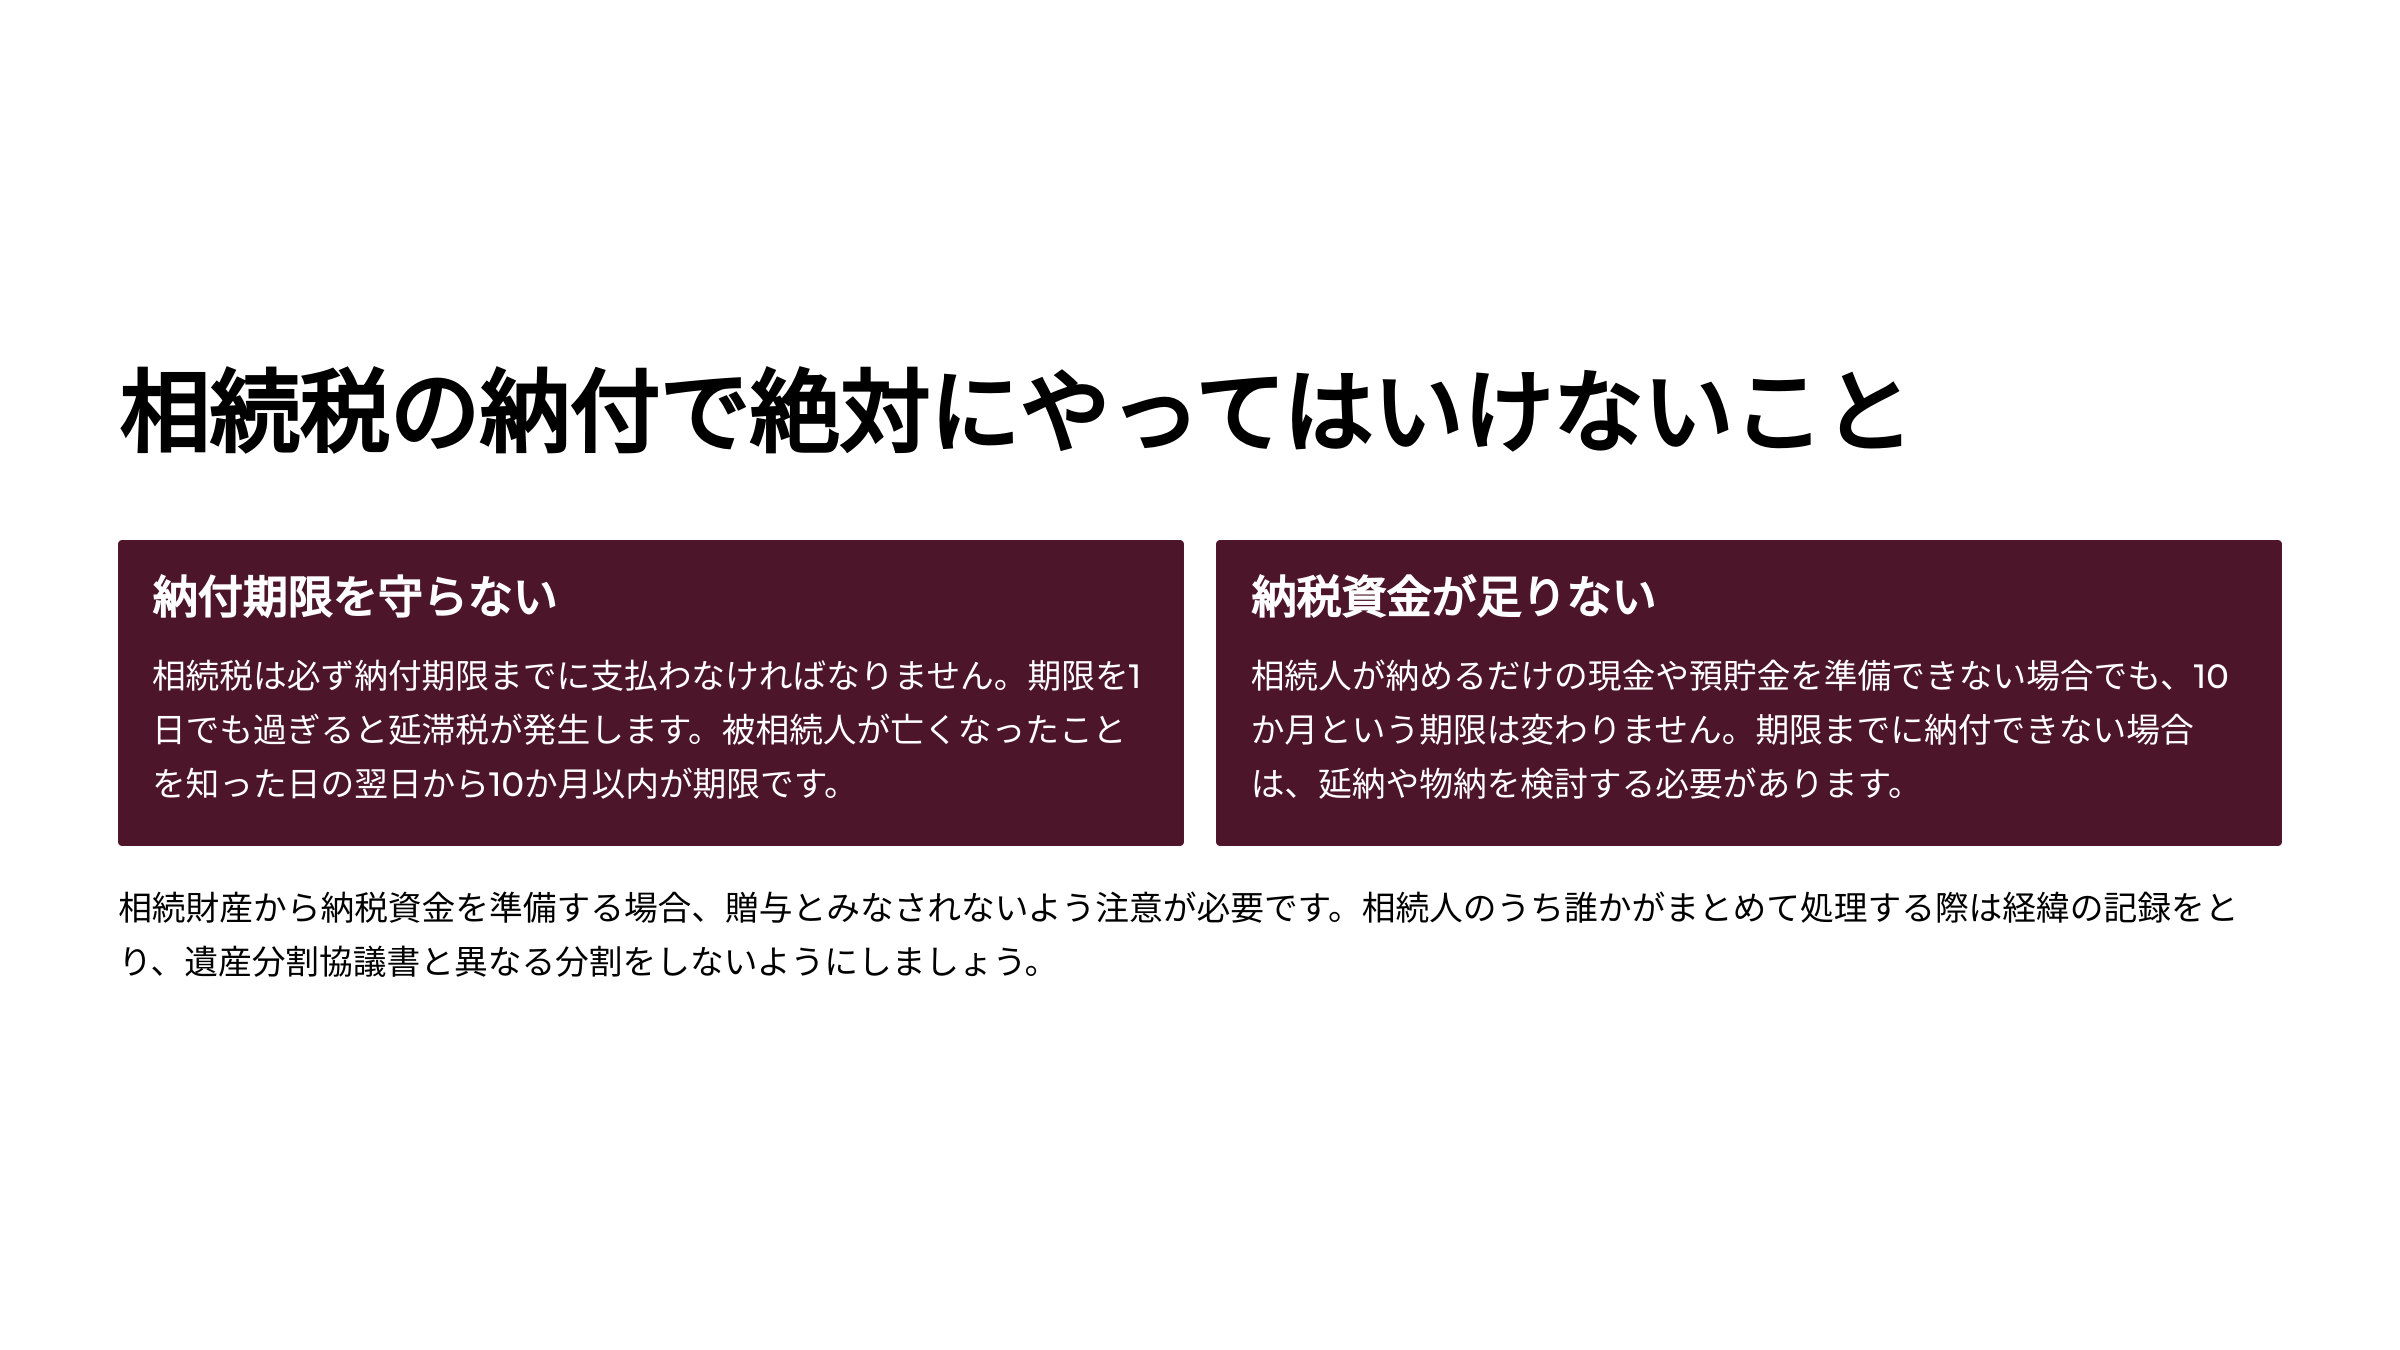 相続税の納付で絶対にやってはいけないこと
納付期限を守らない
相続税は必ず納付期限までに支払わなければなりません。期限を1
日でも過ぎると延滞税が発生します。被相続人が亡くなったこと
を知った日の翌日から10か月以内が期限です。
納税資金が足りない
相続人が納めるだけの現金や預貯金を準備できない場合でも、10
か月という期限は変わりません。期限までに納付できない場合
は、延納や物納を検討する必要があります。
相続財産から納税資金を準備する場合、贈与とみなされないよう注意が必要です。相続人のうち誰かがまとめて処理する際は経緯の記録をと
り、遺産分割協議書と異なる分割をしないようにしましょう。